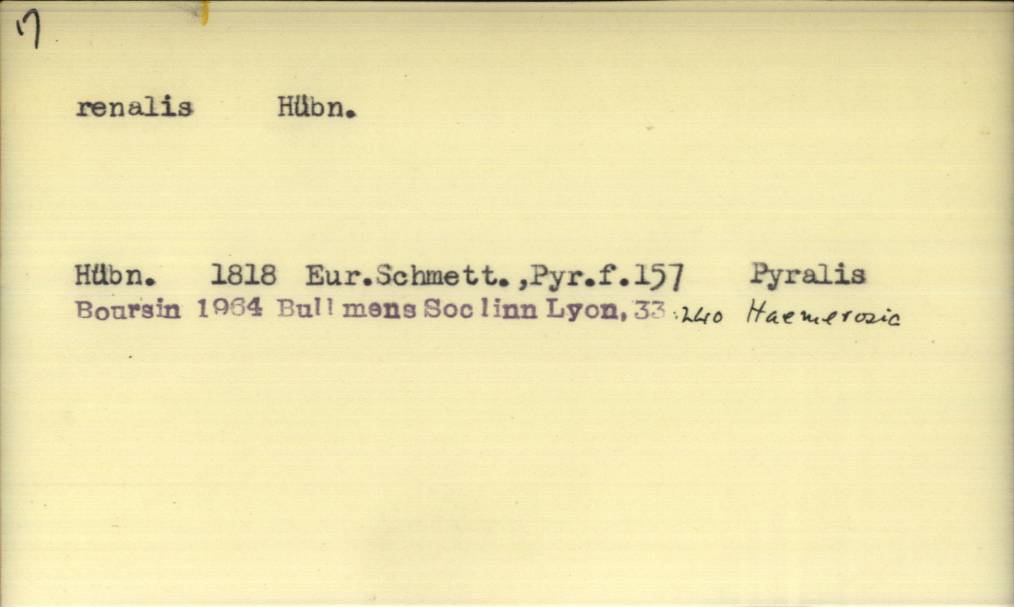 17
renalis Hübn.
Hübn. 1818 Eur.Schmett.,Pyr.f.157 Pyralis
Boursin 1964 Bull mens Soc linn Lyon, 33 :240 Haemerosia